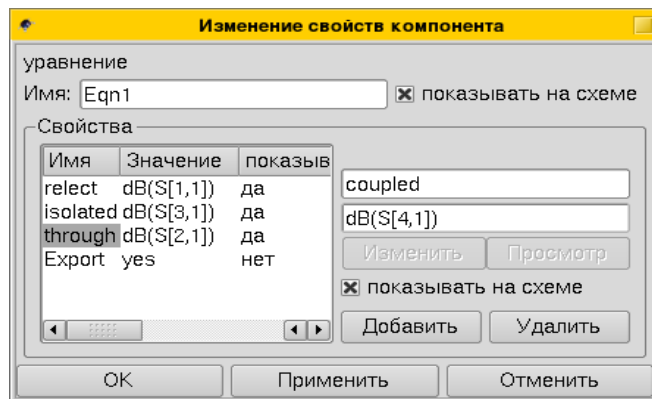 Изменение свойств компонента
уравнение
Имя: Eqn1 показывать на схеме
Свойства
Имя Значение показыв
relect dB(S[1,1]) да
isolated dB(S[3,1]) да
through dB(S[2,1]) да
Export yes нет
coupled
dB(S[4,1])
Изменить Просмотр
показывать на схеме
Добавить Удалить
OK Применить Отменить